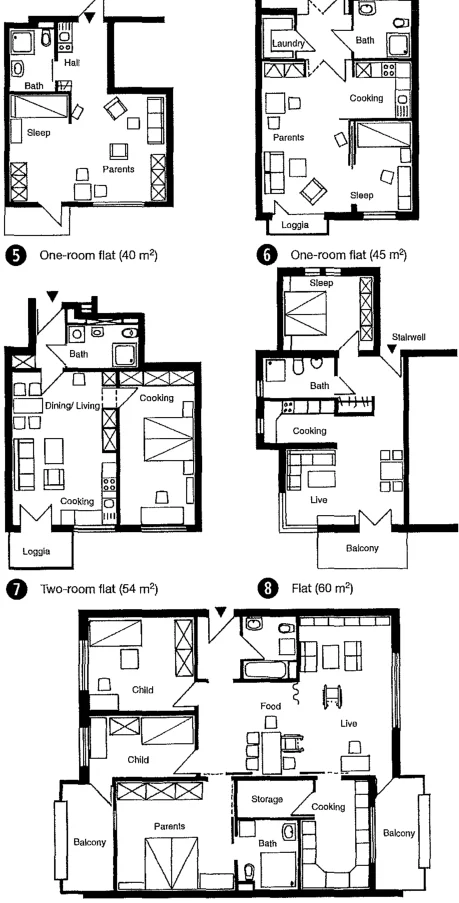 Hall
Bath
Sleep
Parents
5 One-room flat (40 m²)
Laundry
Bath
Cooking
Parents
Sleep
Loggia
6 One-room flat (45 m²)
Bath
Dining/ Living
Cooking
Cooking
Loggia
7 Two-room flat (54 m²)
Sleep
Stairwell
Bath
Cooking
Live
Balcony
8 Flat (60 m²)
Child
Food
Live
Child
Storage
Cooking
Parents
Bath
Balcony
Balcony